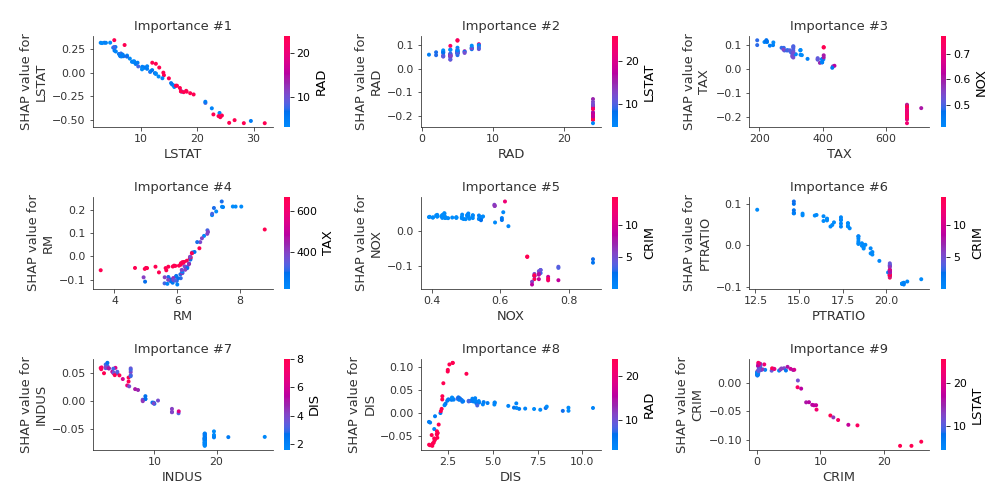 Importance #1
SHAP value for
LSTAT
0.25
0.00
−0.25
−0.50
10
20
30
LSTAT
20
10
RAD
Importance #2
SHAP value for
RAD
0.1
0.0
−0.1
−0.2
0
10
20
RAD
20
10
LSTAT
Importance #3
SHAP value for
TAX
0.1
0.0
−0.1
−0.2
200
400
600
TAX
0.7
0.6
0.5
NOX
Importance #4
SHAP value for
RM
0.2
0.1
0.0
−0.1
4
6
8
RM
600
400
TAX
Importance #5
SHAP value for
NOX
0.0
−0.1
0.4
0.6
0.8
NOX
10
5
CRIM
Importance #6
SHAP value for
PTRATIO
0.1
0.0
−0.1
12.5
15.0
17.5
20.0
PTRATIO
10
5
CRIM
Importance #7
SHAP value for
INDUS
0.05
0.00
−0.05
10
20
INDUS
8
6
4
2
DIS
Importance #8
SHAP value for
DIS
0.10
0.05
0.00
−0.05
2.5
5.0
7.5
10.0
DIS
20
10
RAD
Importance #9
SHAP value for
CRIM
0.00
−0.05
−0.10
0
10
20
CRIM
20
10
LSTAT